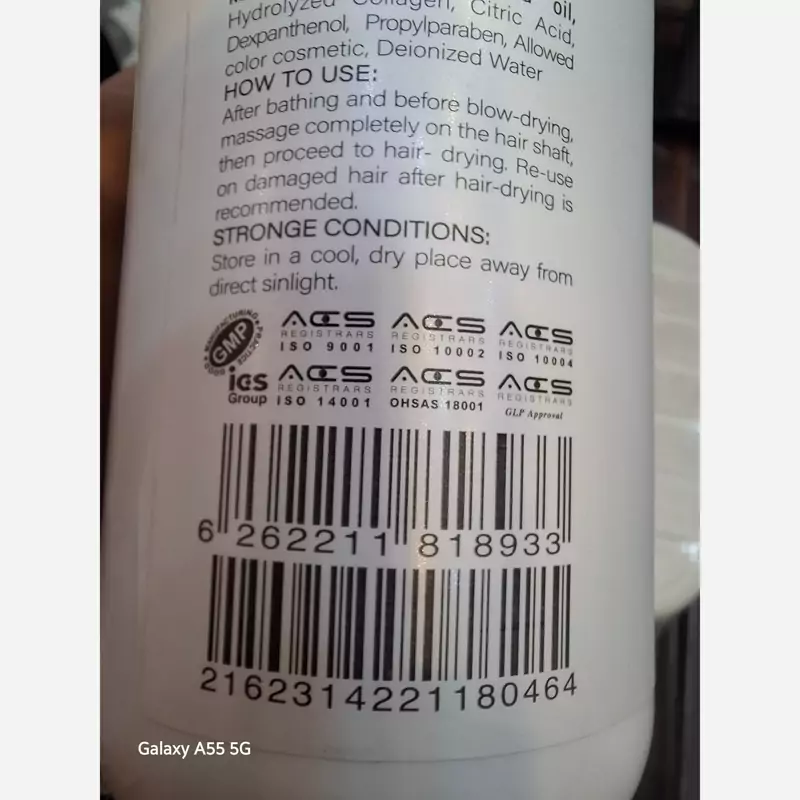 oil,
Hydrolyzed Collagen, Citric Acid,
Dexpanthenol, Propylparaben, Allowed
color cosmetic, Deionized Water
HOW TO USE:
After bathing and before blow-drying,
massage completely on the hair shaft,
then proceed to hair- drying. Re-use
on damaged hair after hair-drying is
recommended.
STRONGE CONDITIONS:
Store in a cool, dry place away from
direct sinlight.
GOOD MANUFACTURING PRACTICE
GMP
ics
Group
ACS
REGISTRARS
ISO 9001
ACS
REGISTRARS
ISO 10002
ACS
REGISTRARS
ISO 10004
ACS
REGISTRARS
ISO 14001
ACS
REGISTRARS
OHSAS 18001
ACS
REGISTRARS
GLP Approval
6 262211 818933
2162314221180464
Galaxy A55 5G